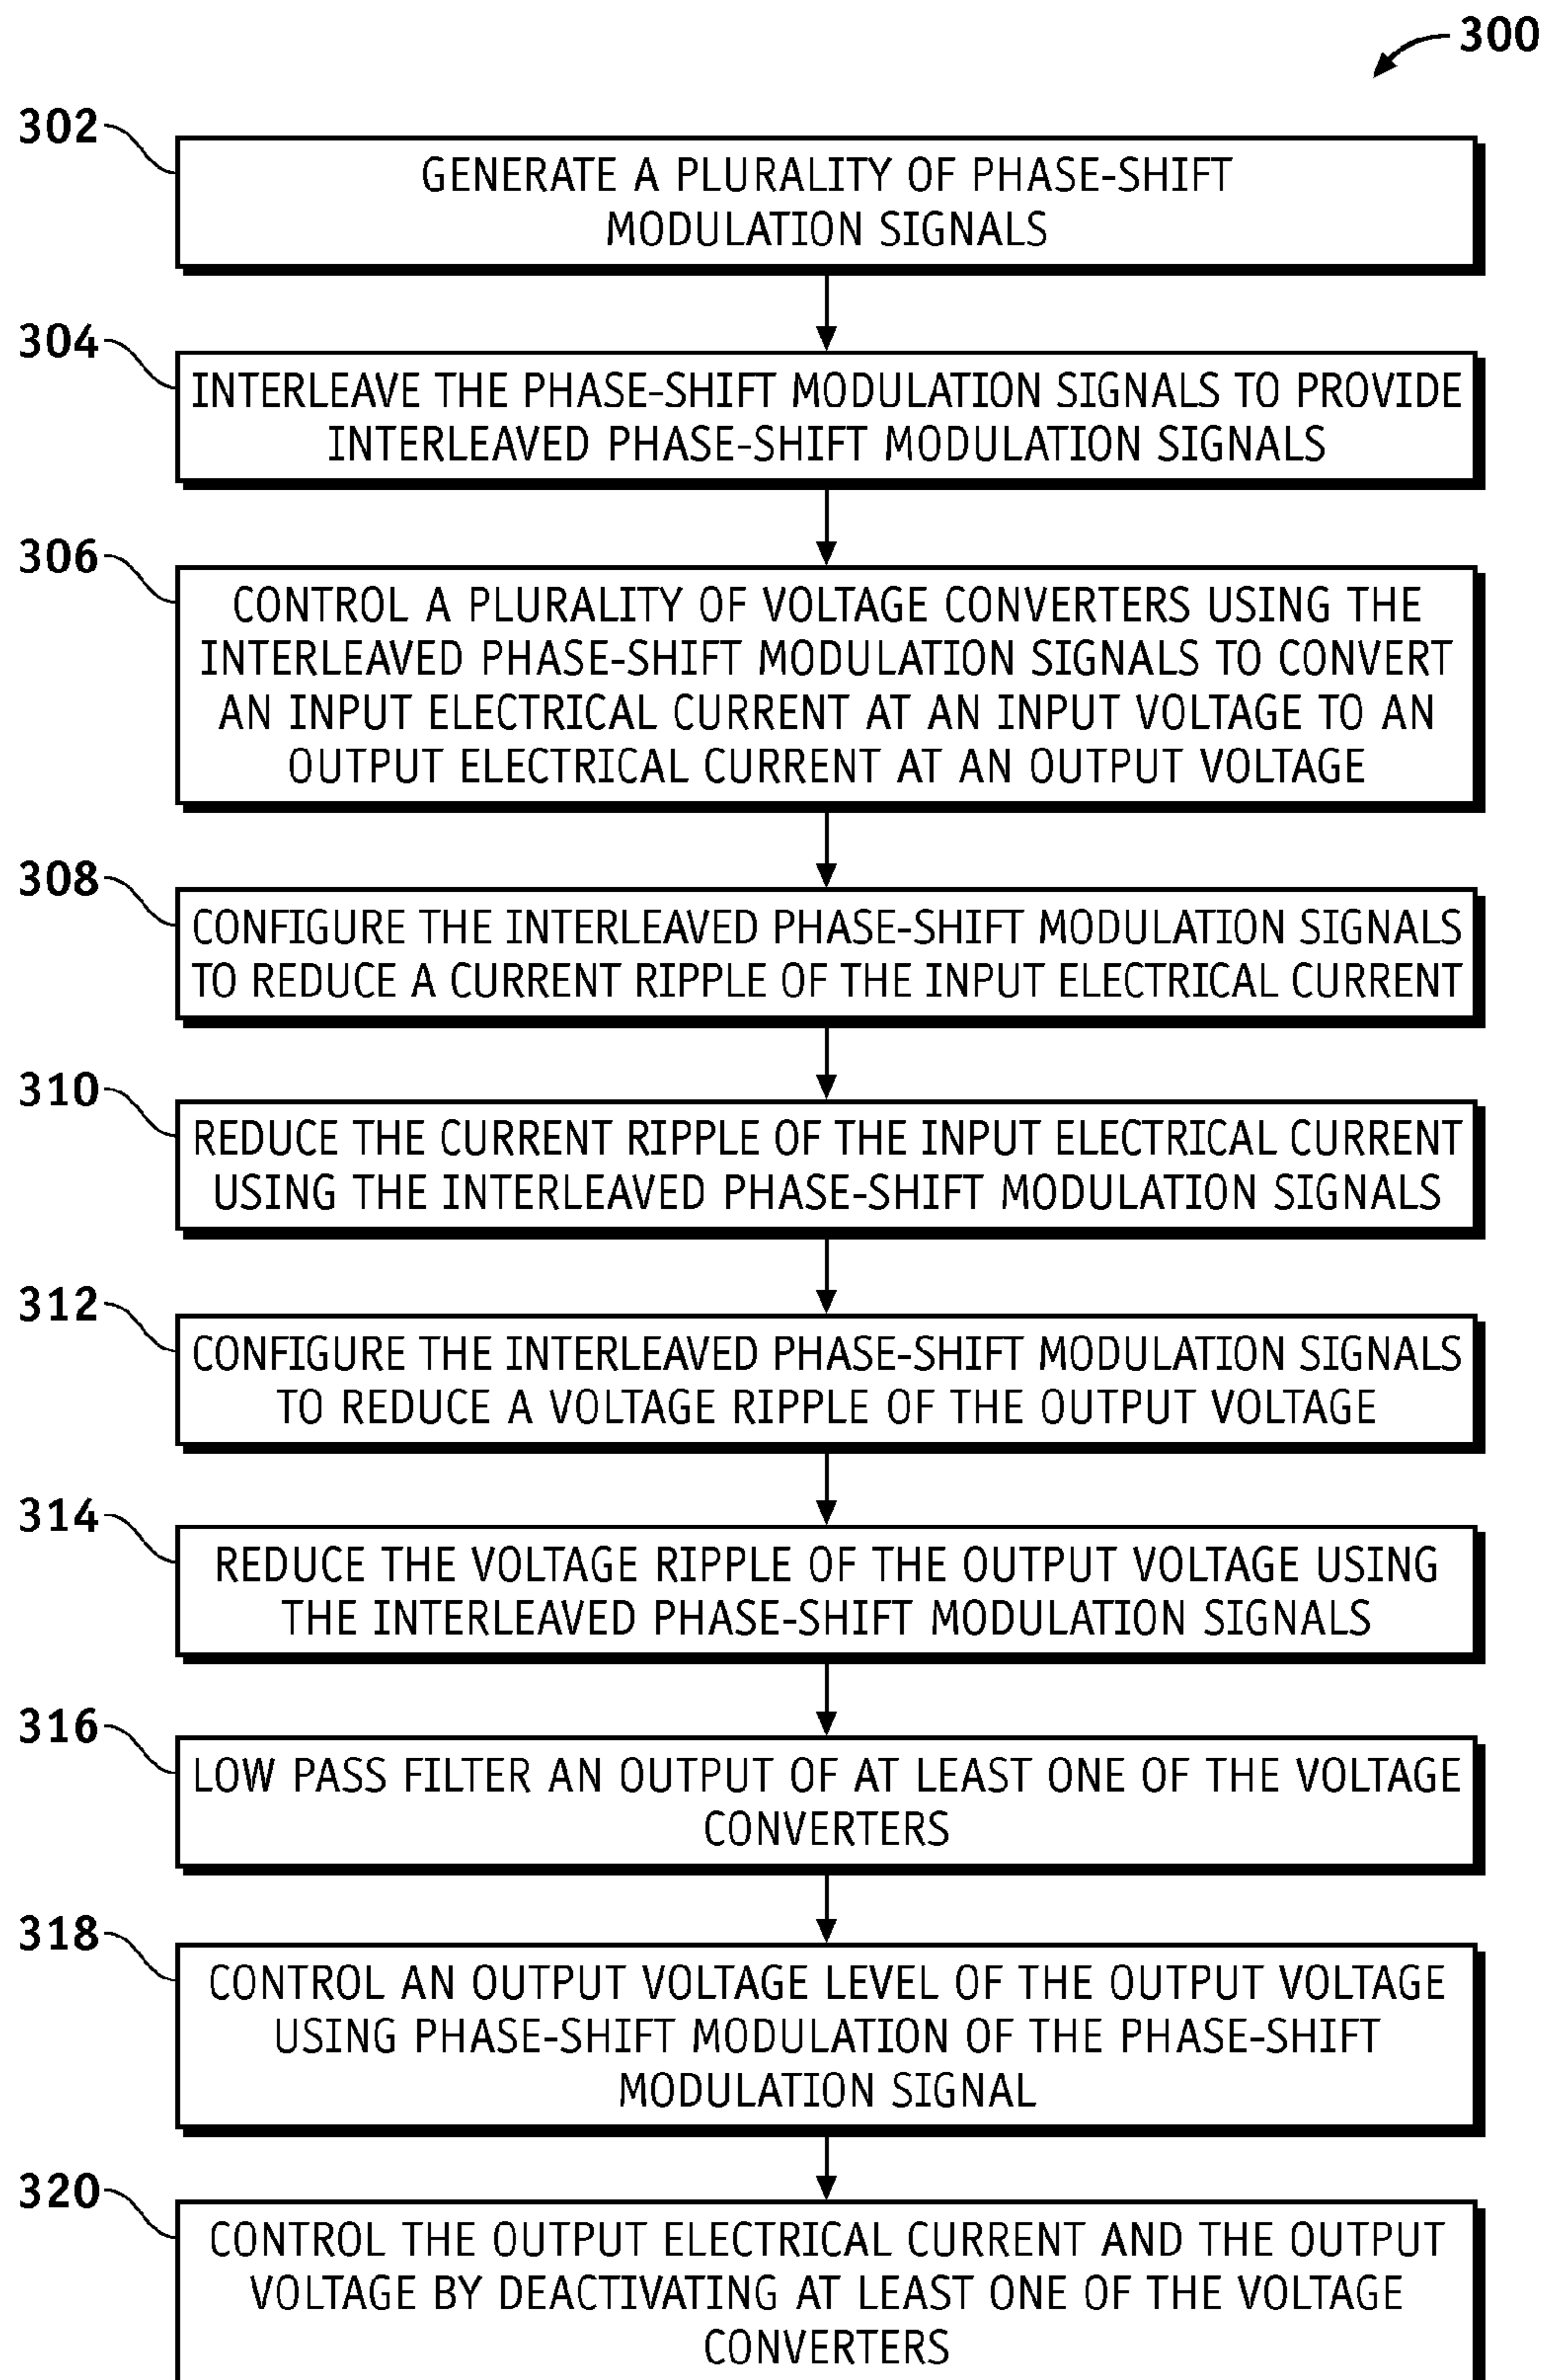 300
302
GENERATE A PLURALITY OF PHASE-SHIFT
MODULATION SIGNALS
304
INTERLEAVE THE PHASE-SHIFT MODULATION SIGNALS TO PROVIDE
INTERLEAVED PHASE-SHIFT MODULATION SIGNALS
306
CONTROL A PLURALITY OF VOLTAGE CONVERTERS USING THE
INTERLEAVED PHASE-SHIFT MODULATION SIGNALS TO CONVERT
AN INPUT ELECTRICAL CURRENT AT AN INPUT VOLTAGE TO AN
OUTPUT ELECTRICAL CURRENT AT AN OUTPUT VOLTAGE
308
CONFIGURE THE INTERLEAVED PHASE-SHIFT MODULATION SIGNALS
TO REDUCE A CURRENT RIPPLE OF THE INPUT ELECTRICAL CURRENT
310
REDUCE THE CURRENT RIPPLE OF THE INPUT ELECTRICAL CURRENT
USING THE INTERLEAVED PHASE-SHIFT MODULATION SIGNALS
312
CONFIGURE THE INTERLEAVED PHASE-SHIFT MODULATION SIGNALS
TO REDUCE A VOLTAGE RIPPLE OF THE OUTPUT VOLTAGE
314
REDUCE THE VOLTAGE RIPPLE OF THE OUTPUT VOLTAGE USING
THE INTERLEAVED PHASE-SHIFT MODULATION SIGNALS
316
LOW PASS FILTER AN OUTPUT OF AT LEAST ONE OF THE VOLTAGE
CONVERTERS
318
CONTROL AN OUTPUT VOLTAGE LEVEL OF THE OUTPUT VOLTAGE
USING PHASE-SHIFT MODULATION OF THE PHASE-SHIFT
MODULATION SIGNAL
320
CONTROL THE OUTPUT ELECTRICAL CURRENT AND THE OUTPUT
VOLTAGE BY DEACTIVATING AT LEAST ONE OF THE VOLTAGE
CONVERTERS